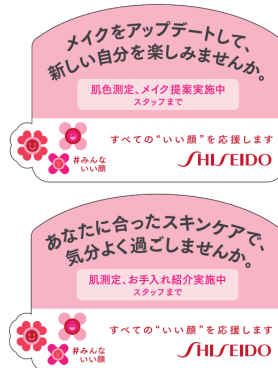 メイクをアップデートして、
新しい自分を楽しみませんか。
肌色測定、メイク提案実施中
スタッフまで
#みんな
いい顔
すべての“いい顔”を応援します
SHISEIDO
あなたに合ったスキンケアで、
気分よく過ごしませんか。
肌測定、お手入れ紹介実施中
スタッフまで
#みんな
いい顔
すべての“いい顔”を応援します
SHISEIDO